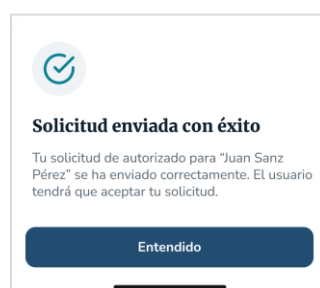 Solicitud enviada con éxito
Tu solicitud de autorizado para “Juan Sanz
Pérez” se ha enviado correctamente. El usuario
tendrá que aceptar tu solicitud.
Entendido